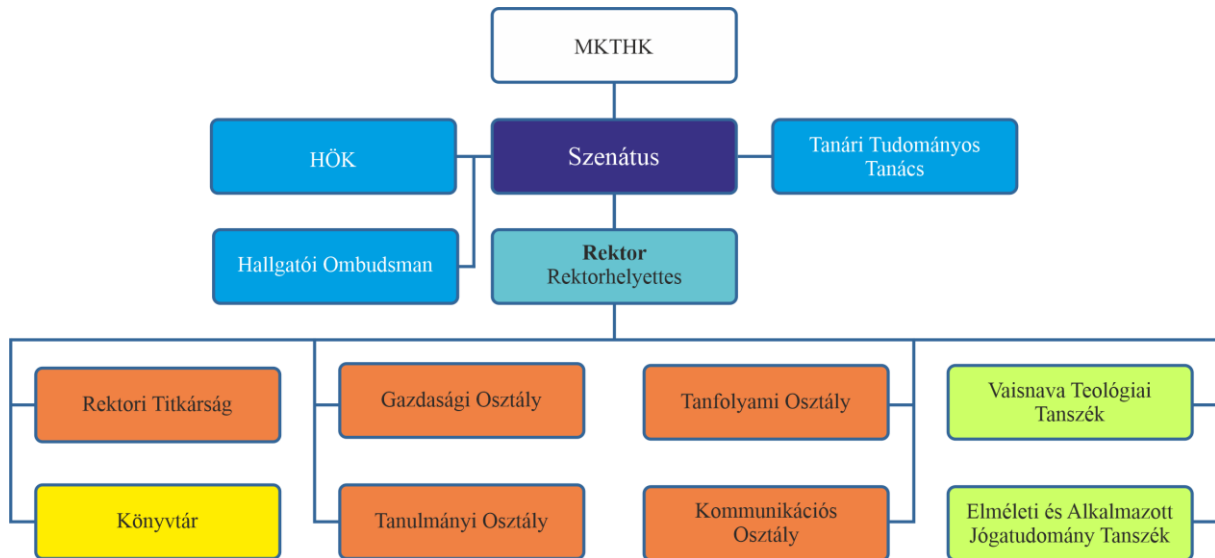 MKTHK
HÖK
Szenátus
Tanári Tudományos
Tanács
Hallgatói Ombudsman
Rektor
Rektorhelyettes
Rektori Titkárság
Gazdasági Osztály
Tanfolyami Osztály
Vaisnava Teológiai
Tanszék
Könyvtár
Tanulmányi Osztály
Kommunikációs
Osztály
Elméleti és Alkalmazott
Jógatudomány Tanszék